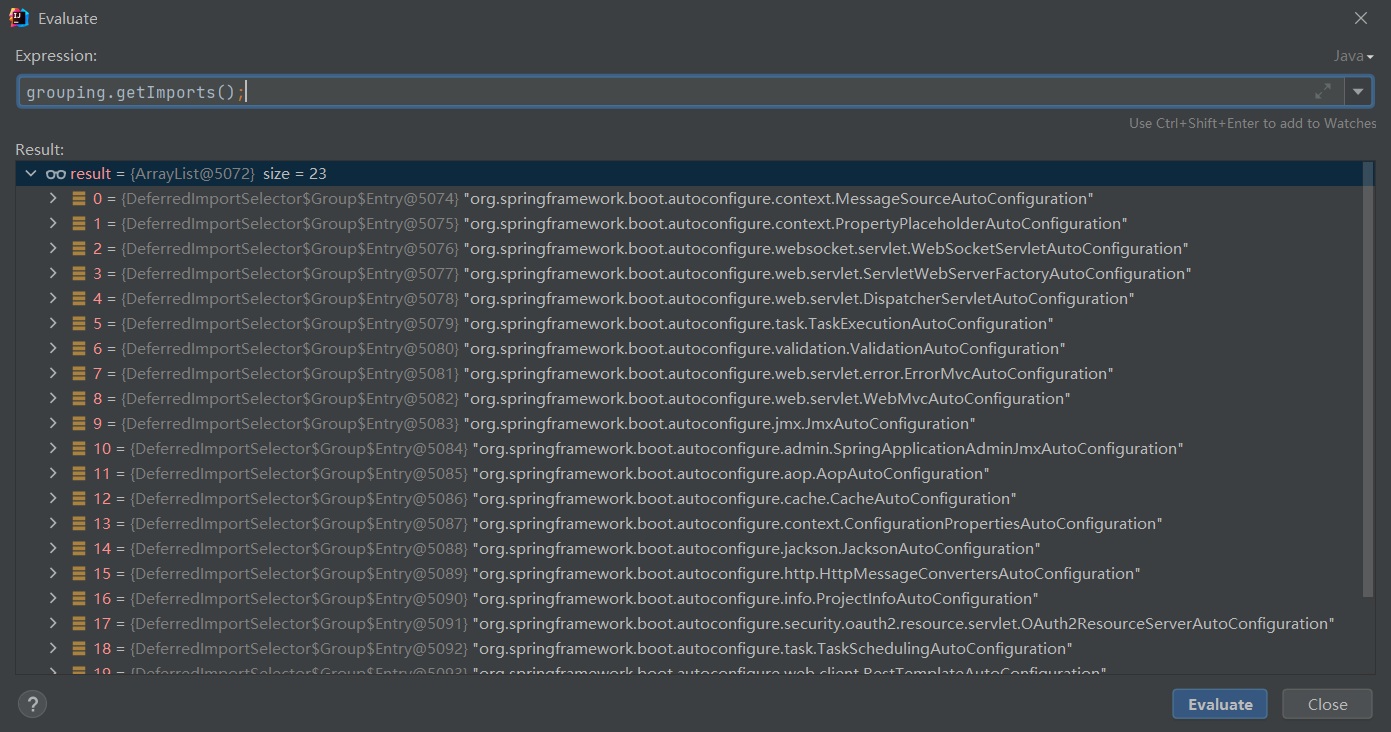 Evaluate
Expression:
Java
grouping.getImports();
Use Ctrl+Shift+Enter to add to Watches
Result:
result = {ArrayList@5072} size = 23
0 = {DeferredImportSelector$Group$Entry@5074} "org.springframework.boot.autoconfigure.context.MessageSourceAutoConfiguration"
1 = {DeferredImportSelector$Group$Entry@5075} "org.springframework.boot.autoconfigure.context.PropertyPlaceholderAutoConfiguration"
2 = {DeferredImportSelector$Group$Entry@5076} "org.springframework.boot.autoconfigure.websocket.servlet.WebSocketServletAutoConfiguration"
3 = {DeferredImportSelector$Group$Entry@5077} "org.springframework.boot.autoconfigure.web.servlet.ServletWebServerFactoryAutoConfiguration"
4 = {DeferredImportSelector$Group$Entry@5078} "org.springframework.boot.autoconfigure.web.servlet.DispatcherServletAutoConfiguration"
5 = {DeferredImportSelector$Group$Entry@5079} "org.springframework.boot.autoconfigure.task.TaskExecutionAutoConfiguration"
6 = {DeferredImportSelector$Group$Entry@5080} "org.springframework.boot.autoconfigure.validation.ValidationAutoConfiguration"
7 = {DeferredImportSelector$Group$Entry@5081} "org.springframework.boot.autoconfigure.web.servlet.error.ErrorMvcAutoConfiguration"
8 = {DeferredImportSelector$Group$Entry@5082} "org.springframework.boot.autoconfigure.web.servlet.WebMvcAutoConfiguration"
9 = {DeferredImportSelector$Group$Entry@5083} "org.springframework.boot.autoconfigure.jmx.JmxAutoConfiguration"
10 = {DeferredImportSelector$Group$Entry@5084} "org.springframework.boot.autoconfigure.admin.SpringApplicationAdminJmxAutoConfiguration"
11 = {DeferredImportSelector$Group$Entry@5085} "org.springframework.boot.autoconfigure.aop.AopAutoConfiguration"
12 = {DeferredImportSelector$Group$Entry@5086} "org.springframework.boot.autoconfigure.cache.CacheAutoConfiguration"
13 = {DeferredImportSelector$Group$Entry@5087} "org.springframework.boot.autoconfigure.context.ConfigurationPropertiesAutoConfiguration"
14 = {DeferredImportSelector$Group$Entry@5088} "org.springframework.boot.autoconfigure.jackson.JacksonAutoConfiguration"
15 = {DeferredImportSelector$Group$Entry@5089} "org.springframework.boot.autoconfigure.http.HttpMessageConvertersAutoConfiguration"
16 = {DeferredImportSelector$Group$Entry@5090} "org.springframework.boot.autoconfigure.info.ProjectInfoAutoConfiguration"
17 = {DeferredImportSelector$Group$Entry@5091} "org.springframework.boot.autoconfigure.security.oauth2.resource.servlet.OAuth2ResourceServerAutoConfiguration"
18 = {DeferredImportSelector$Group$Entry@5092} "org.springframework.boot.autoconfigure.task.TaskSchedulingAutoConfiguration"
19 = {DeferredImportSelector$Group$Entry@5093} "org.springframework.boot.autoconfigure.web.client.RestTemplateAutoConfiguration"
?
Evaluate
Close